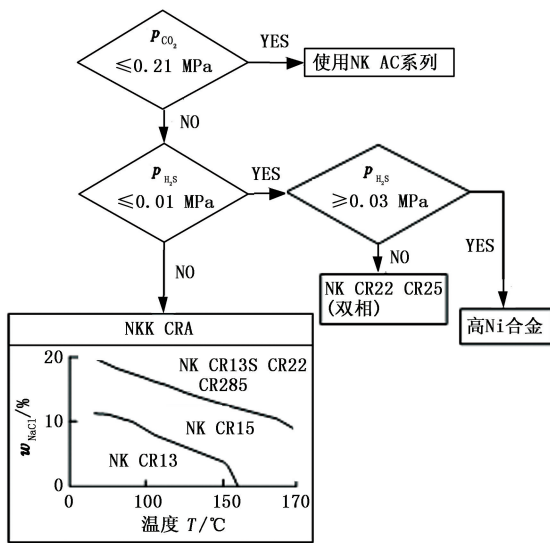 p_CO₂
≤0.21 MPa
YES
使用NK AC系列
NO
p_H₂S
≤0.01 MPa
YES
p_H₂S
≥0.03 MPa
YES
NO
NO
NK CR22 CR25
(双相)
高Ni合金
NKK CRA
20
NK CR13S CR22
CR285
w_NaCl/%
10
NK CR15
NK CR13
0
0 100 150 170
温度 T/℃